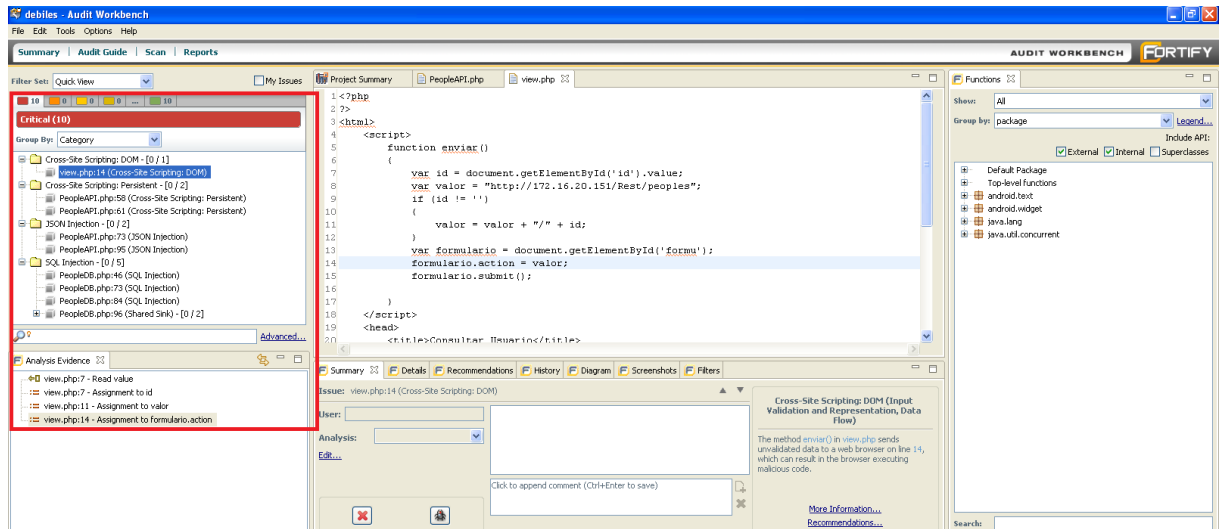 debiles - Audit Workbench
File Edit Tools Options Help
Summary | Audit Guide | Scan | Reports
AUDIT WORKBENCH FORTIFY
Filter Set: Quick View My Issues
10 0 0 0 ... 10
Critical (10)
Group By: Category
Cross-Site Scripting: DOM - [0 / 1]
view.php:14 (Cross-Site Scripting: DOM)
Cross-Site Scripting: Persistent - [0 / 2]
PeopleAPI.php:58 (Cross-Site Scripting: Persistent)
PeopleAPI.php:61 (Cross-Site Scripting: Persistent)
JSON Injection - [0 / 2]
PeopleAPI.php:73 (JSON Injection)
PeopleAPI.php:95 (JSON Injection)
SQL Injection - [0 / 5]
PeopleDB.php:46 (SQL Injection)
PeopleDB.php:73 (SQL Injection)
PeopleDB.php:84 (SQL Injection)
PeopleDB.php:96 (Shared Sink) - [0 / 2]
Advanced...
Analysis Evidence
view.php:7 - Read value
view.php:7 - Assignment to id
view.php:11 - Assignment to valor
view.php:14 - Assignment to formulario.action
Project Summary PeopleAPI.php view.php
1 <?php
2 ?>
3 <html>
4 <script>
5 function enviar()
6 {
7 var id = document.getElementById('id').value;
8 var valor = "http://172.16.20.151/Rest/peoples";
9 if (id != '')
10 {
11 valor = valor + "/" + id;
12 }
13 var formulario = document.getElementById('formu');
14 formulario.action = valor;
15 formulario.submit();
16
17 }
18 </script>
19 <head>
20 <title>Consultar Usuario</title>
Summary Details Recommendations History Diagram Screenshots Filters
Issue: view.php:14 (Cross-Site Scripting: DOM)
User:
Analysis:
Edit...
Click to append comment (Ctrl+Enter to save)
Cross-Site Scripting: DOM (Input
Validation and Representation, Data
Flow)
The method enviar() in view.php sends
unvalidated data to a web browser on line 14,
which can result in the browser executing
malicious code.
More Information...
Recommendations...
Functions
Show: All
Group by: package Legend...
Include API:
External Internal Superclasses
Default Package
Top-level functions
android.text
android.widget
java.lang
java.util.concurrent
Search: